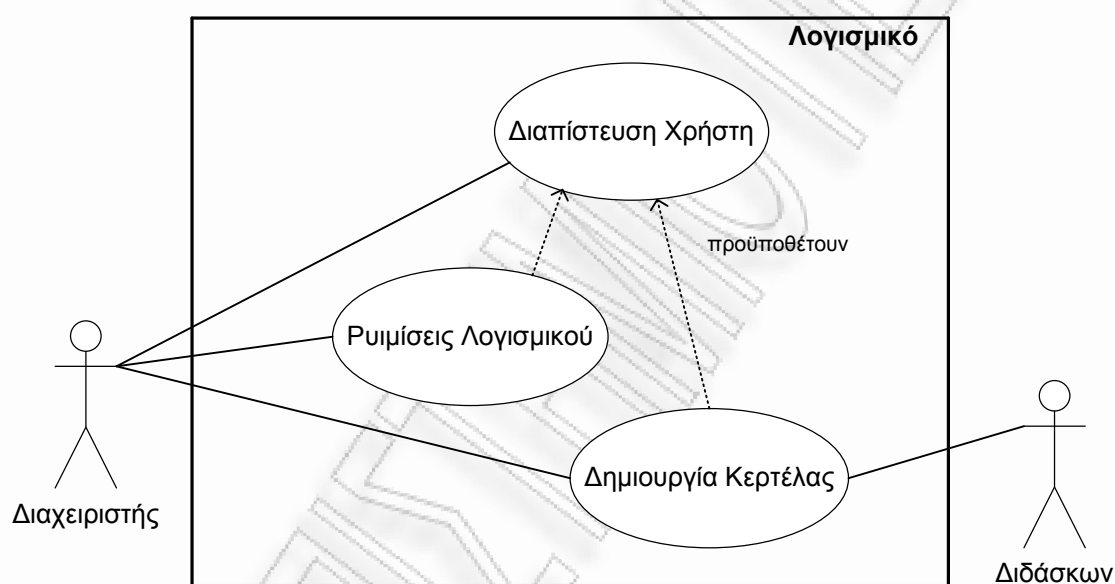 Λογισμικό
Διαπίστευση Χρήστη
προϋποθέτουν
Ρυιμίσεις Λογισμικού
Δημιουργία Κερτέλας
Διαχειριστής
Διδάσκων